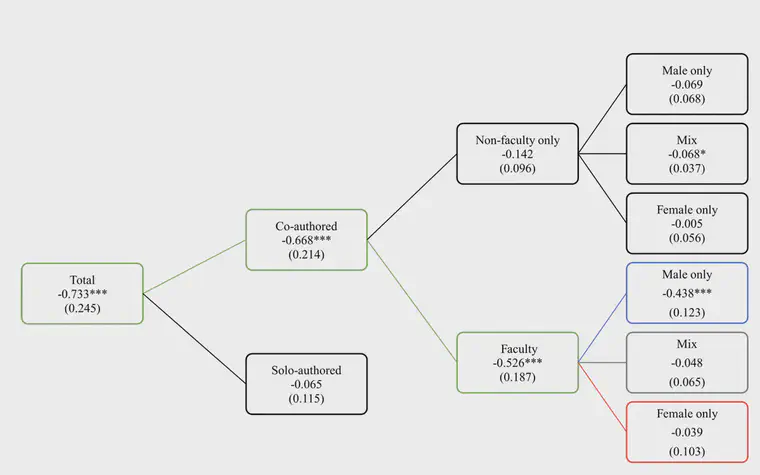 Total
-0.733***
(0.245)
Co-authored
-0.668***
(0.214)
Solo-authored
-0.065
(0.115)
Non-faculty only
-0.142
(0.096)
Faculty
-0.526***
(0.187)
Male only
-0.069
(0.068)
Mix
-0.068*
(0.037)
Female only
-0.005
(0.056)
Male only
-0.438***
(0.123)
Mix
-0.048
(0.065)
Female only
-0.039
(0.103)